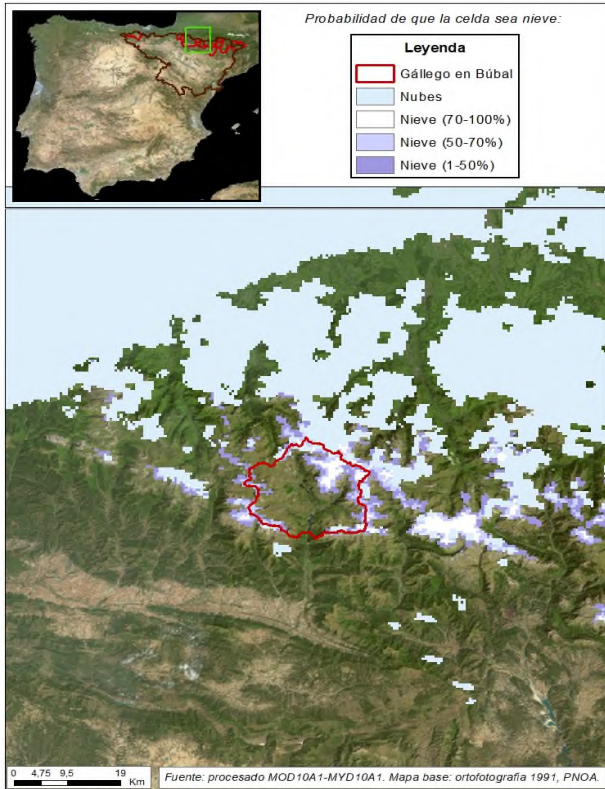 Probabilidad de que la celda sea nieve:
Leyenda
Gállego en Búbal
Nubes
Nieve (70-100%)
Nieve (50-70%)
Nieve (1-50%)
0 4,75 9,5 19
Km
Fuente: procesado MOD10A1-MYD10A1. Mapa base: ortofotografía 1991, PNOA.